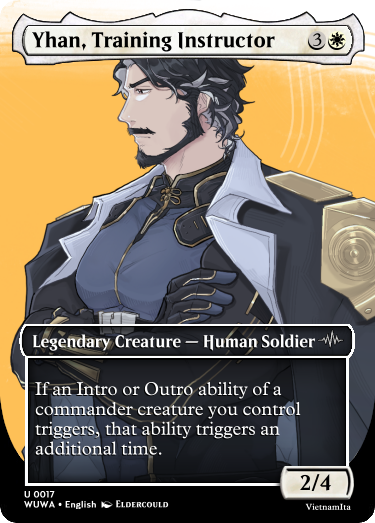 Yhan, Training Instructor 3
Legendary Creature — Human Soldier
If an Intro or Outro ability of a
commander creature you control
triggers, that ability triggers an
additional time.
2/4
U 0017
WUWA • English ELDERCOULD
VietnamIta